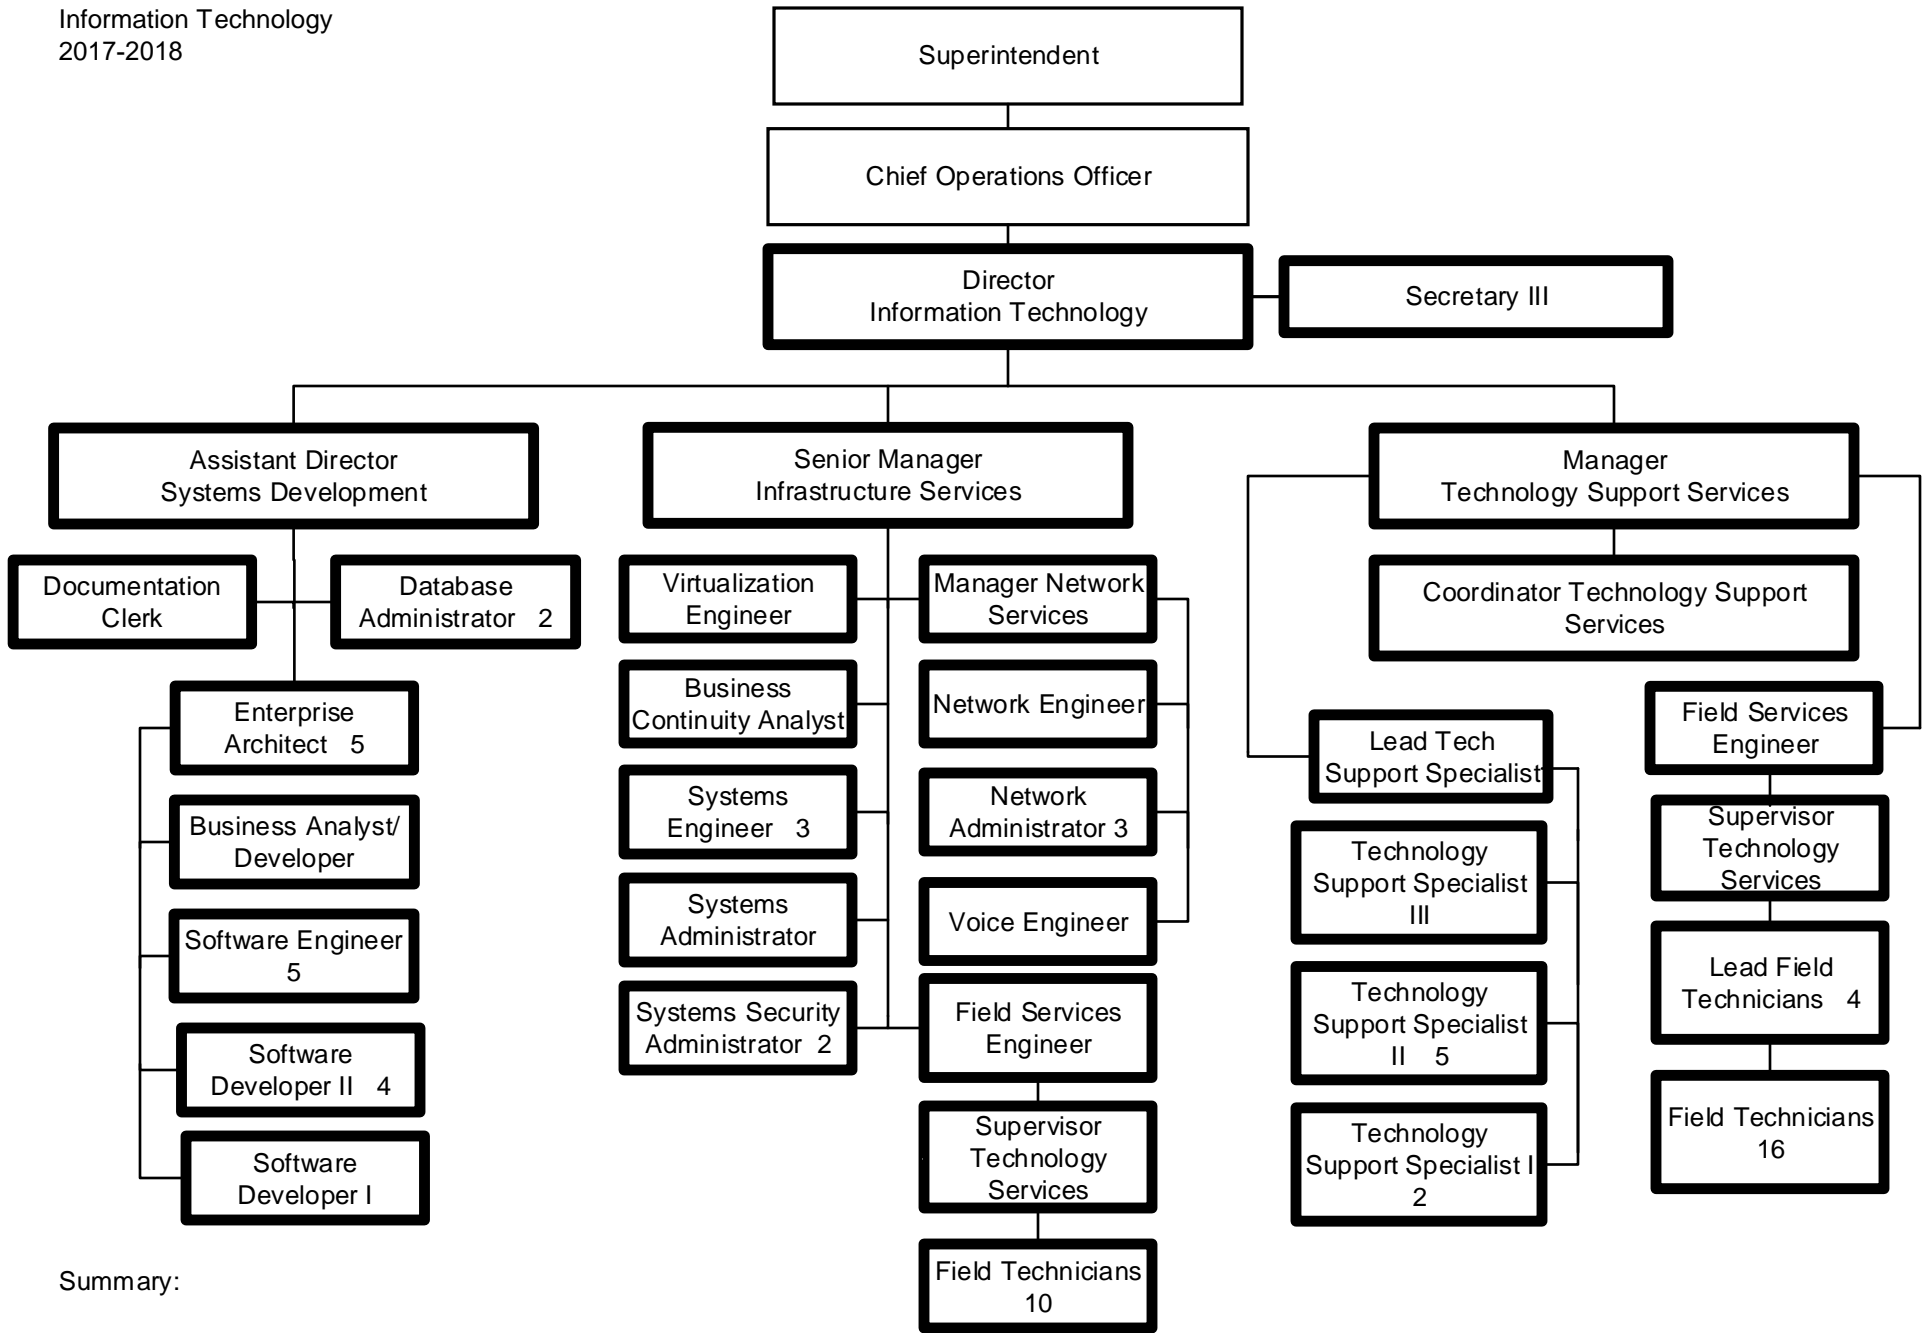 Information Technology
2017-2018
Superintendent
Chief Operations Officer
Director
Information Technology
Secretary III
Assistant Director
Systems Development
Documentation
Clerk
Database
Administrator 2
Enterprise
Architect 5
Business Analyst/
Developer
Software Engineer
5
Software
Developer II 4
Software
Developer I
Senior Manager
Infrastructure Services
Virtualization
Engineer
Business
Continuity Analyst
Systems
Engineer 3
Systems
Administrator
Systems Security
Administrator 2
Manager Network
Services
Network Engineer
Network
Administrator 3
Voice Engineer
Field Services
Engineer
Supervisor
Technology
Services
Field Technicians
10
Manager
Technology Support Services
Coordinator Technology Support
Services
Lead Tech
Support Specialist
Technology
Support Specialist
III
Technology
Support Specialist
II 5
Technology
Support Specialist I
2
Field Services
Engineer
Supervisor
Technology
Services
Lead Field
Technicians 4
Field Technicians
16
Summary: